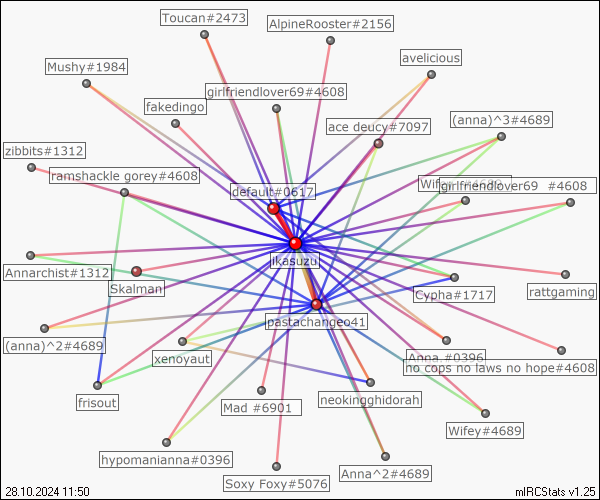 Toucan#2473
AlpineRooster#2156
avelicious
Mushy#1984
girlfriendlover69#4608
fakedingo
(anna)^3#4689
ace deucy#7097
zibbits#1312
ramshackle gorey#4608
default#0617
girlfriendlover69 #4608
ikasuzu
Annarchist#1312
Skalman
Cypha#1717
rattgaming
pastachangeo41
(anna)^2#4689
xenoyaut
Anna.#0396
no cops no laws no hope#4608
frisout
Mad #6901
neokingghidorah
Wifey#4689
hypomanianna#0396
Anna^2#4689
Soxy Foxy#5076
28.10.2024 11:50
mIRCStats v1.25